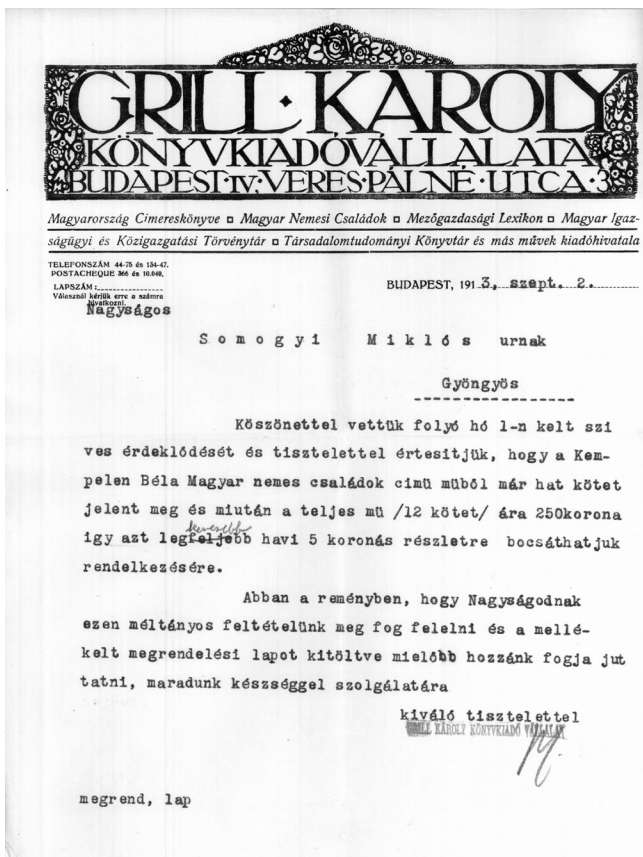 GRILL · KÁROLY
KÖNYVKIADÓVÁLLALATA
BUDAPEST·IV·VERES·PÁLNÉ·UTCA·3
Magyarország Címereskönyve ◻ Magyar Nemesi Családok ◻ Mezőgazdasági Lexikon ◻ Magyar Igaz-
ságügyi és Közigazgatási Törvénytár ◻ Társadalomtudományi Könyvtár és más művek kiadóhivatala
TELEFONSZÁM 44-75 és 134-47.
POSTACHEQUE 366 és 10.040.
LAPSZÁM:
Válasznál kérjük erre a számra
hivatkozni.
BUDAPEST, 1913, szept. 2.
Nagyságos
Somogyi Miklós urnak
Gyöngyös
Köszönettel vettük folyó hó l-n kelt szi
ves érdeklődését és tisztelettel értesitjük, hogy a Kem-
pelen Béla Magyar nemes családok cimü müből már hat kötet
jelent meg és miután a teljes mü /12 kötet/ ára 250korona
kevesebb
igy azt legfeljebb havi 5 koronás részletre bocsáthatjuk
rendelkezésére.
Abban a reményben, hogy Nagyságodnak
ezen méltányos feltételünk meg fog felelni és a mellé-
kelt megrendelési lapot kitöltve mielőbb hozzánk fogja jut
tatni, maradunk készséggel szolgálatára
kiváló tisztelettel
GRILL KÁROLY KÖNYVKIADÓ VÁLLALAT
megrend, lap